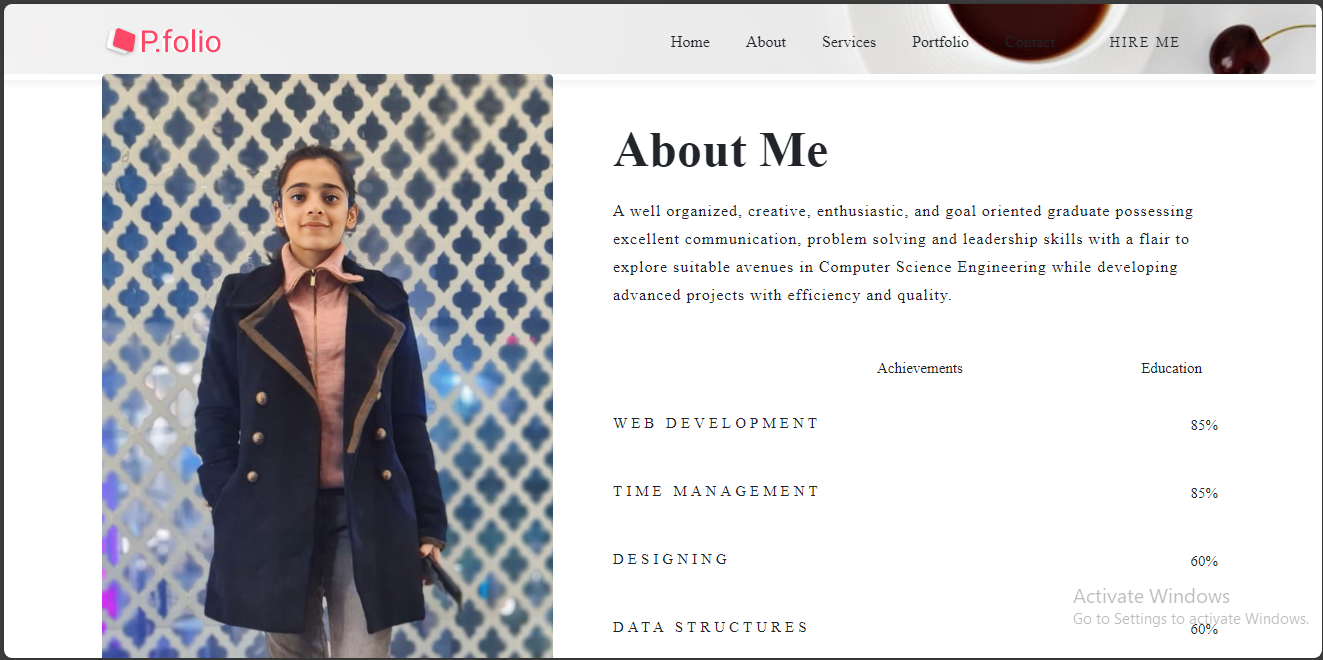 P.folio
Home About Services Portfolio Contact HIRE ME
About Me
A well organized, creative, enthusiastic, and goal oriented graduate possessing
excellent communication, problem solving and leadership skills with a flair to
explore suitable avenues in Computer Science Engineering while developing
advanced projects with efficiency and quality.
Achievements Education
WEB DEVELOPMENT 85%
TIME MANAGEMENT 85%
DESIGNING 60%
Activate Windows
Go to Settings to activate Windows.
DATA STRUCTURES 60%